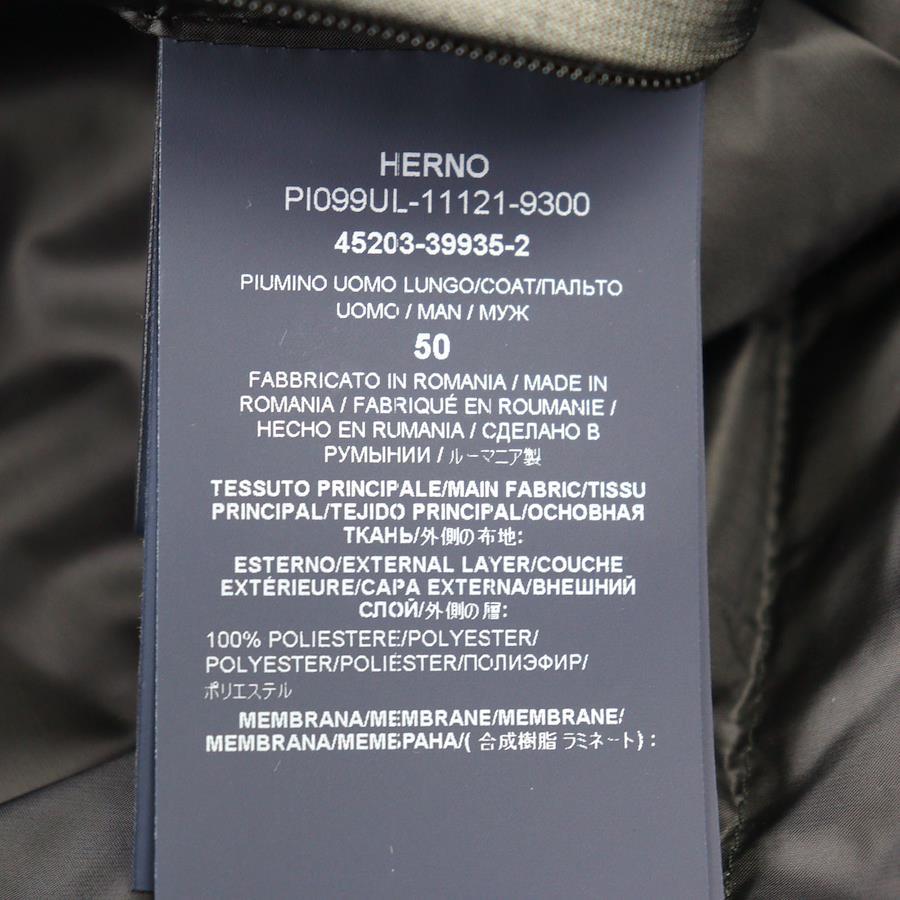 HERNO
PI099UL-11121-9300
45203-39935-2
PIUMINO UOMO LUNGO/COAT/ПАЛЬТО
UOMO / MAN / МУЖ
50
FABBRICATO IN ROMANIA / MADE IN
ROMANIA / FABRIQUÉ EN ROUMANIE /
HECHO EN RUMANIA / СДЕЛАНО В
РУМЫНИИ / ルーマニア製
TESSUTO PRINCIPALE/MAIN FABRIC/TISSU
PRINCIPAL/TEJIDO PRINCIPAL/ОСНОВНАЯ
ТКАНЬ/外側の布地:
ESTERNO/EXTERNAL LAYER/COUCHE
EXTÉRIEURE/CAPA EXTERNA/ВНЕШНИЙ
СЛОЙ/外側の層:
100% POLIESTERE/POLYESTER/
POLYESTER/POLIÉSTER/ПОЛИЭФИР/
ポリエステル
MEMBRANA/MEMBRANE/MEMBRANE/
MEMBRANA/МЕМБРАНА/( 合成樹脂 ラミネート) :